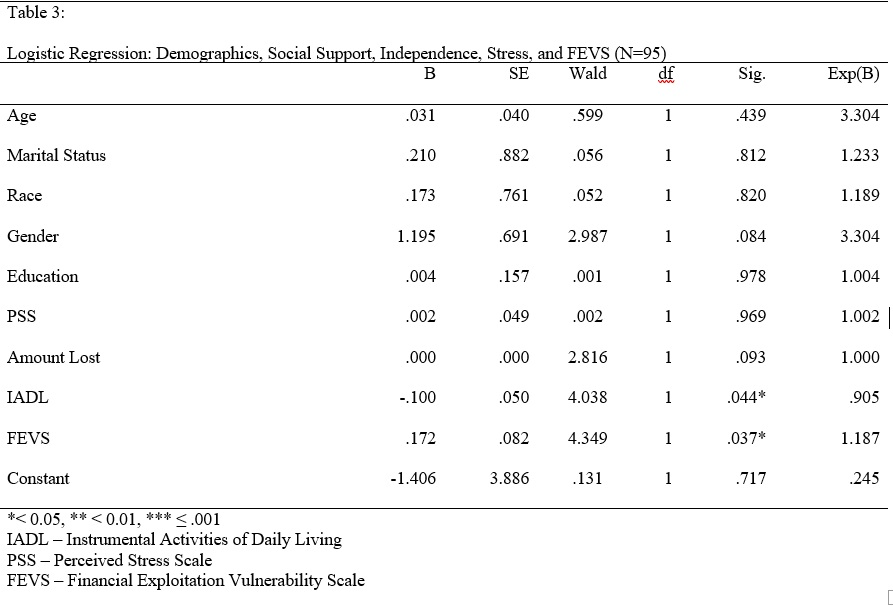 Table 3:
Logistic Regression: Demographics, Social Support, Independence, Stress, and FEVS (N=95)
B SE Wald df Sig. Exp(B)
Age .031 .040 .599 1 .439 3.304
Marital Status .210 .882 .056 1 .812 1.233
Race .173 .761 .052 1 .820 1.189
Gender 1.195 .691 2.987 1 .084 3.304
Education .004 .157 .001 1 .978 1.004
PSS .002 .049 .002 1 .969 1.002
Amount Lost .000 .000 2.816 1 .093 1.000
IADL -.100 .050 4.038 1 .044* .905
FEVS .172 .082 4.349 1 .037* 1.187
Constant -1.406 3.886 .131 1 .717 .245
*< 0.05, ** < 0.01, *** ≤ .001
IADL – Instrumental Activities of Daily Living
PSS – Perceived Stress Scale
FEVS – Financial Exploitation Vulnerability Scale